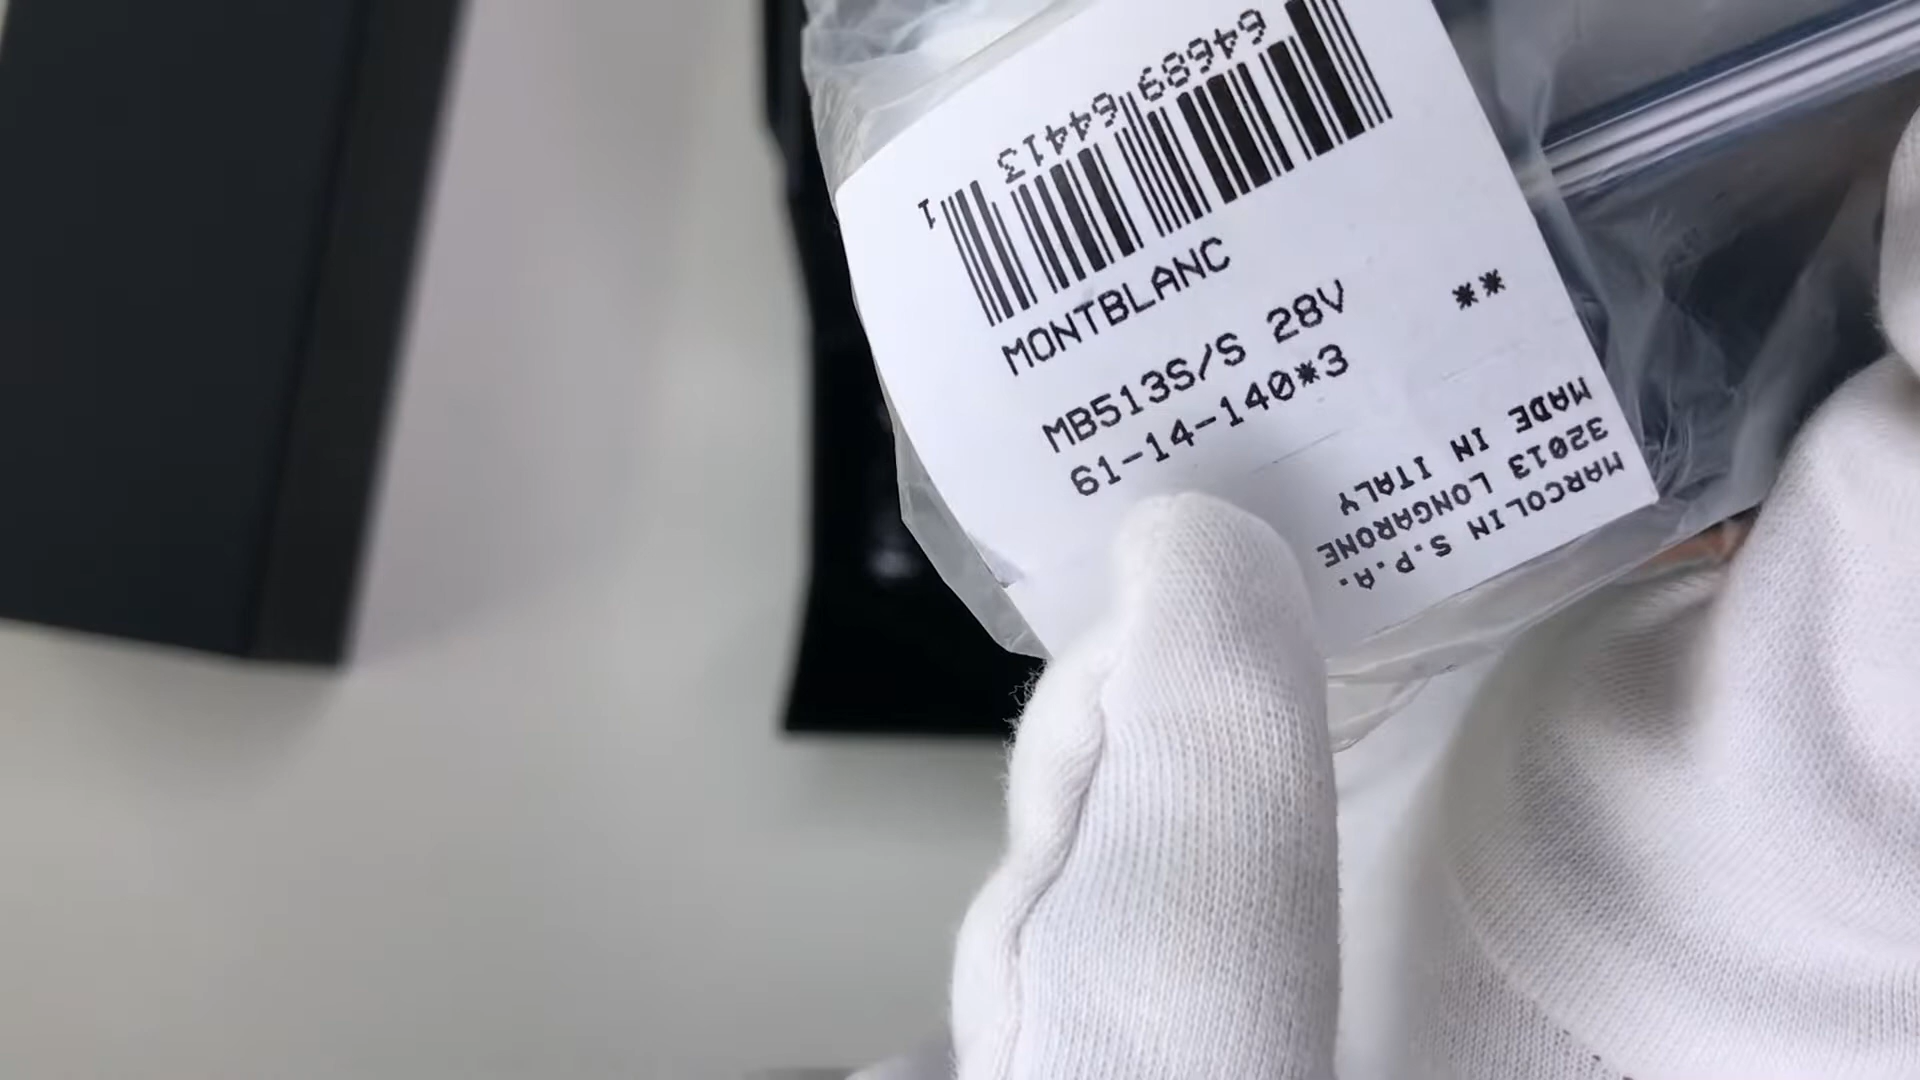 64689 64413 1
MONTBLANC
MB513S/S 28V **
61-14-140*3
MARCOLIN S.P.A.
32013 LONGARONE
MADE IN ITALY